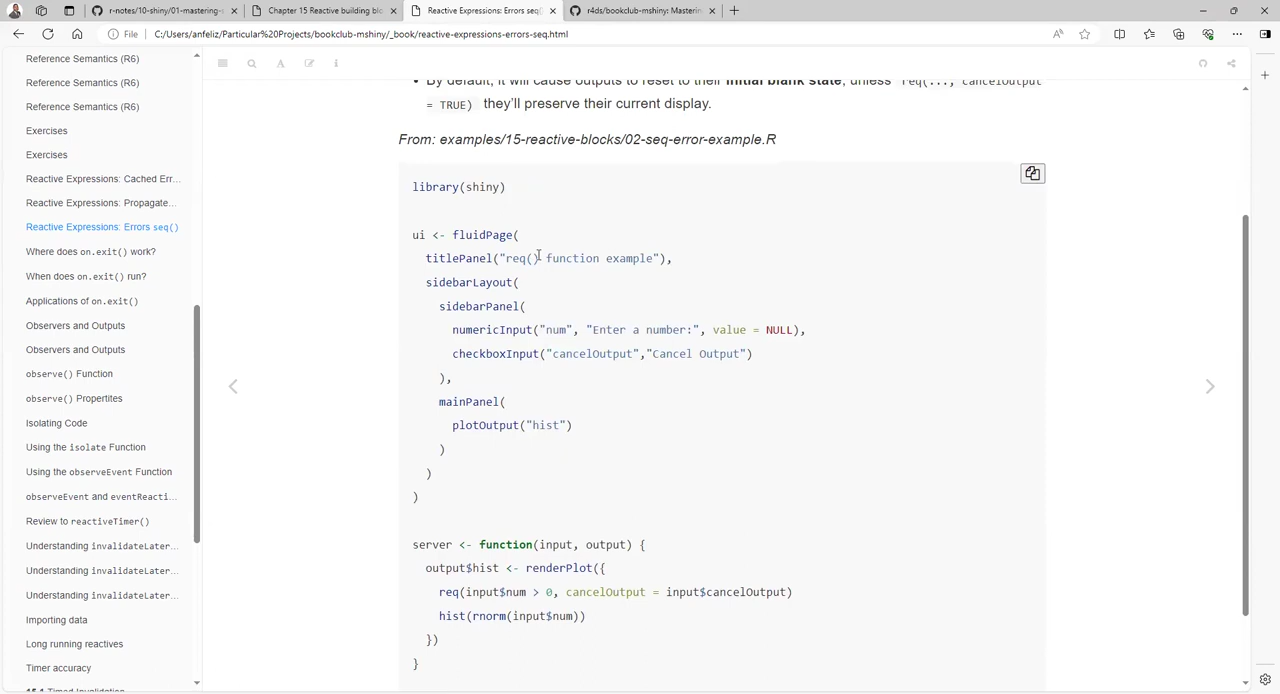 r-notes/10-shiny/01-mastering-s
Chapter 15 Reactive building blo
Reactive Expressions: Errors seq(
r4ds/bookclub-mshiny: Masterin
File
C:/Users/anfeliz/Particular%20Projects/bookclub-mshiny/_book/reactive-expressions-errors-seq.html
Reference Semantics (R6)
Reference Semantics (R6)
Reference Semantics (R6)
Exercises
Exercises
Reactive Expressions: Cached Err...
Reactive Expressions: Propagate...
Reactive Expressions: Errors seq()
Where does on.exit() work?
When does on.exit() run?
Applications of on.exit()
Observers and Outputs
Observers and Outputs
observe() Function
observe() Propertites
Isolating Code
Using the isolate Function
Using the observeEvent Function
observeEvent and eventReacti...
Review to reactiveTimer()
Understanding invalidateLater...
Understanding invalidateLater...
Understanding invalidateLater...
Importing data
Long running reactives
Timer accuracy
15.1 Timed Invalidation
• By default, it will cause outputs to reset to their initial blank state, unless req(..., cancelOutput
= TRUE) they'll preserve their current display.
From: examples/15-reactive-blocks/02-seq-error-example.R
library(shiny)
ui <- fluidPage(
titlePanel("req() function example"),
sidebarLayout(
sidebarPanel(
numericInput("num", "Enter a number:", value = NULL),
checkboxInput("cancelOutput","Cancel Output")
),
mainPanel(
plotOutput("hist")
)
)
)
server <- function(input, output) {
output$hist <- renderPlot({
req(input$num > 0, cancelOutput = input$cancelOutput)
hist(rnorm(input$num))
})
}